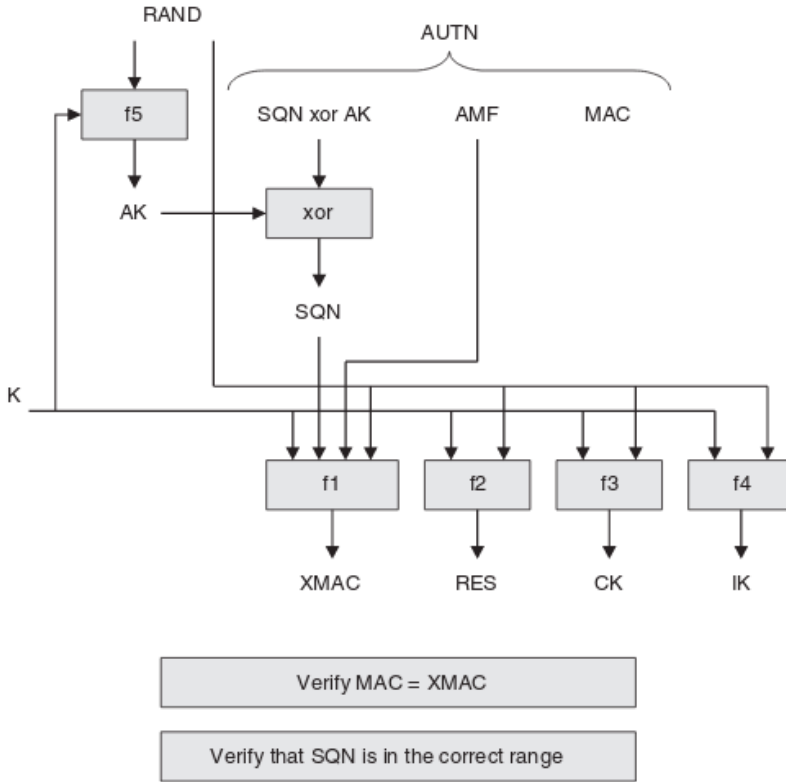 RAND
AUTN
f5
SQN xor AK
AMF
MAC
AK
xor
SQN
K
f1
f2
f3
f4
XMAC
RES
CK
IK
Verify MAC = XMAC
Verify that SQN is in the correct range